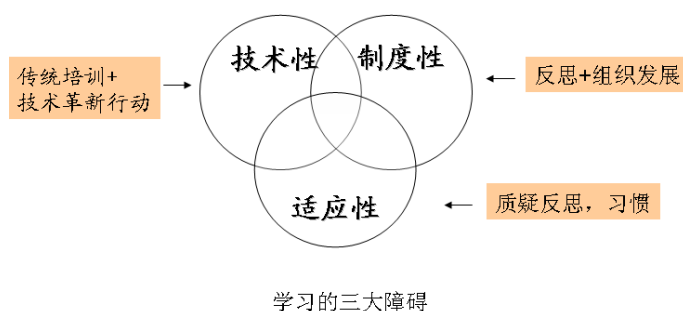 技术性
制度性
传统培训+
技术革新行动
反思+组织发展
适应性
质疑反思，习惯
学习的三大障碍